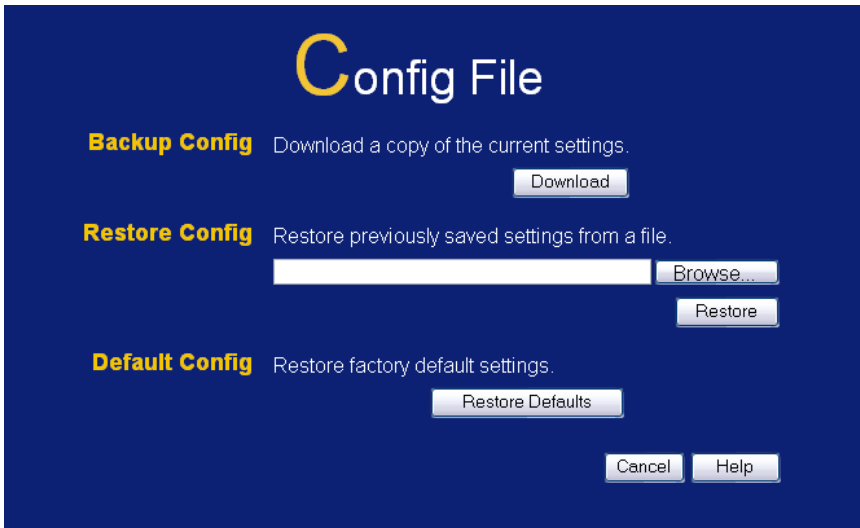 Config File
Backup Config Download a copy of the current settings.
Download
Restore Config Restore previously saved settings from a file.
Browse...
Restore
Default Config Restore factory default settings.
Restore Defaults
Cancel Help